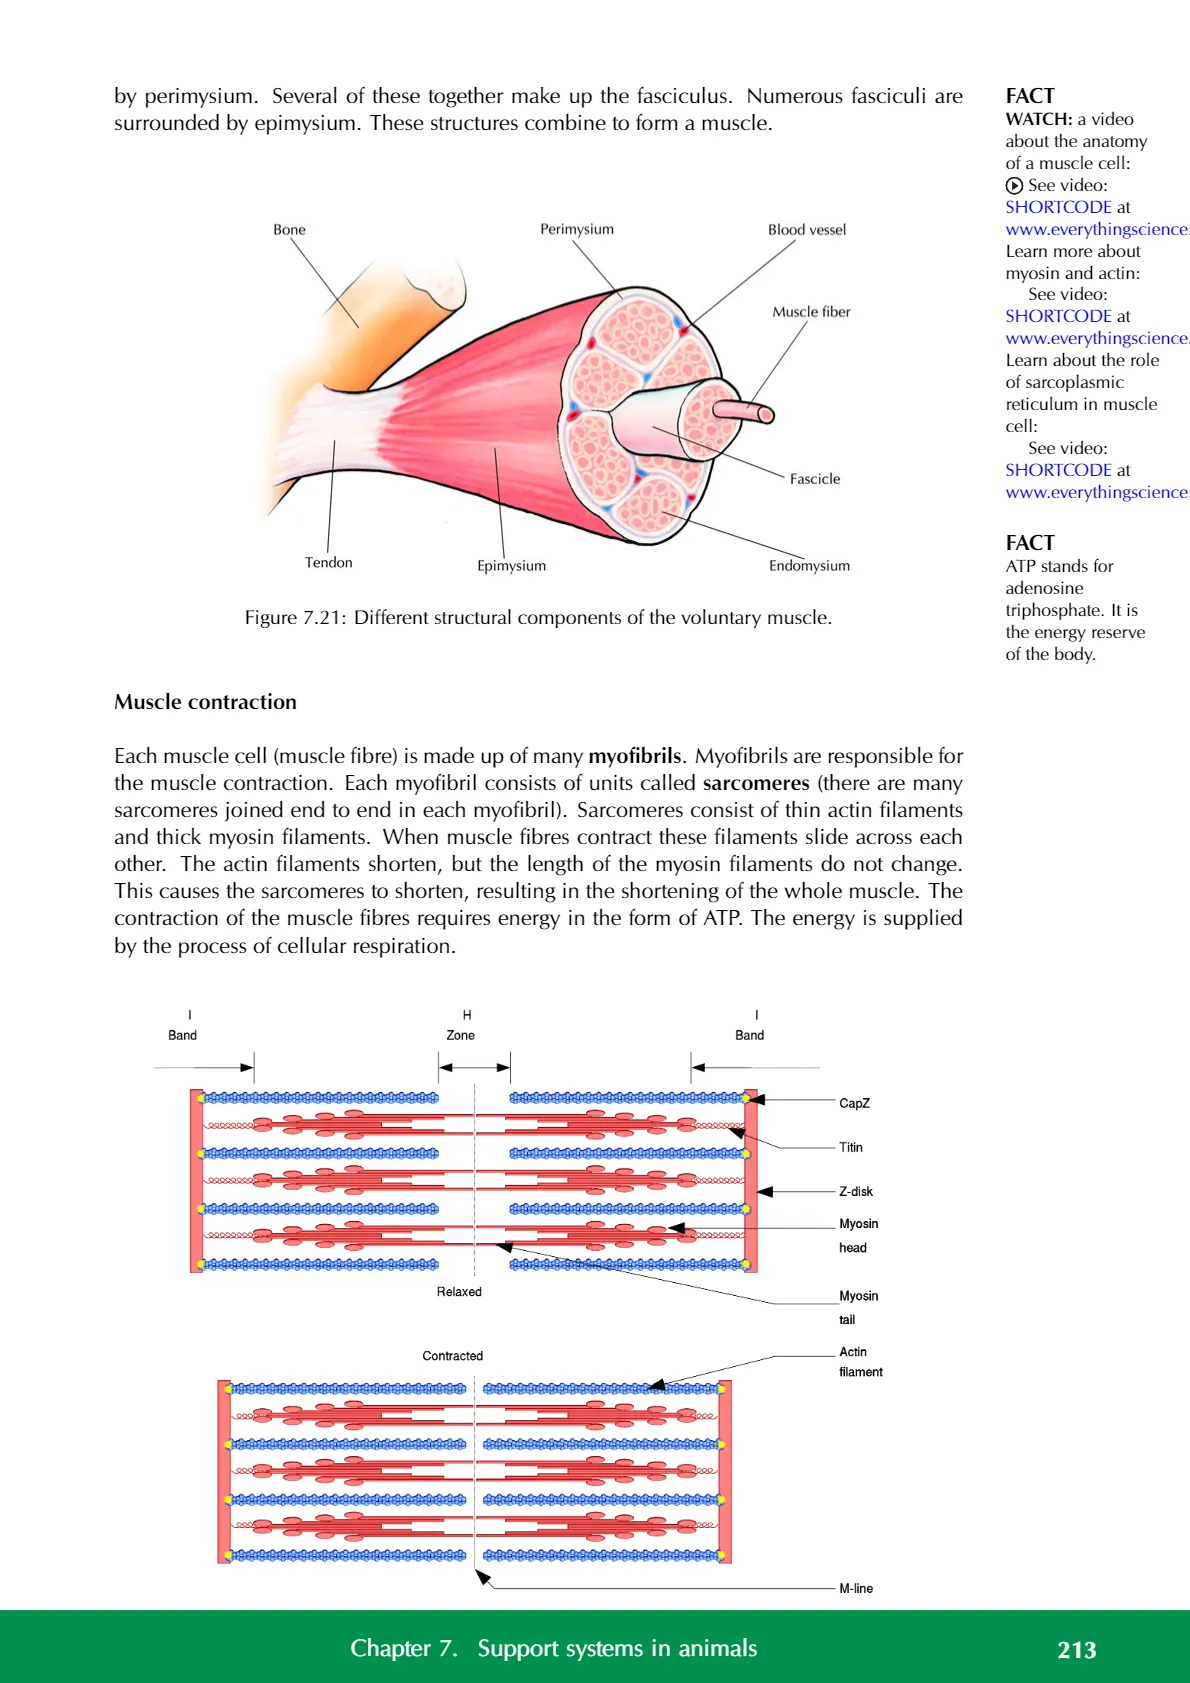 by perimysium. Several of these together make up the fasciculus. Numerous fasciculi are
surrounded by epimysium. These structures combine to form a muscle.
FACT
WATCH: a video
about the anatomy
of a muscle cell:
See video:
SHORTCODE at
www.everythingscience.
Learn more about
myosin and actin:
See video:
SHORTCODE at
www.everythingscience.
Learn about the role
of sarcoplasmic
reticulum in muscle
cell:
See video:
SHORTCODE at
www.everythingscience.
FACT
ATP stands for
adenosine
triphosphate. It is
the energy reserve
of the body.
Bone
Perimysium
Blood vessel
Muscle fiber
Fascicle
Tendon
Epimysium
Endomysium
Figure 7.21: Different structural components of the voluntary muscle.
Muscle contraction
Each muscle cell (muscle fibre) is made up of many myofibrils. Myofibrils are responsible for
the muscle contraction. Each myofibril consists of units called sarcomeres (there are many
sarcomeres joined end to end in each myofibril). Sarcomeres consist of thin actin filaments
and thick myosin filaments. When muscle fibres contract these filaments slide across each
other. The actin filaments shorten, but the length of the myosin filaments do not change.
This causes the sarcomeres to shorten, resulting in the shortening of the whole muscle. The
contraction of the muscle fibres requires energy in the form of ATP. The energy is supplied
by the process of cellular respiration.
I
Band
H
Zone
I
Band
CapZ
Titin
Z-disk
Myosin
head
Relaxed
Myosin
tail
Contracted
Actin
filament
M-line
Chapter 7. Support systems in animals
213